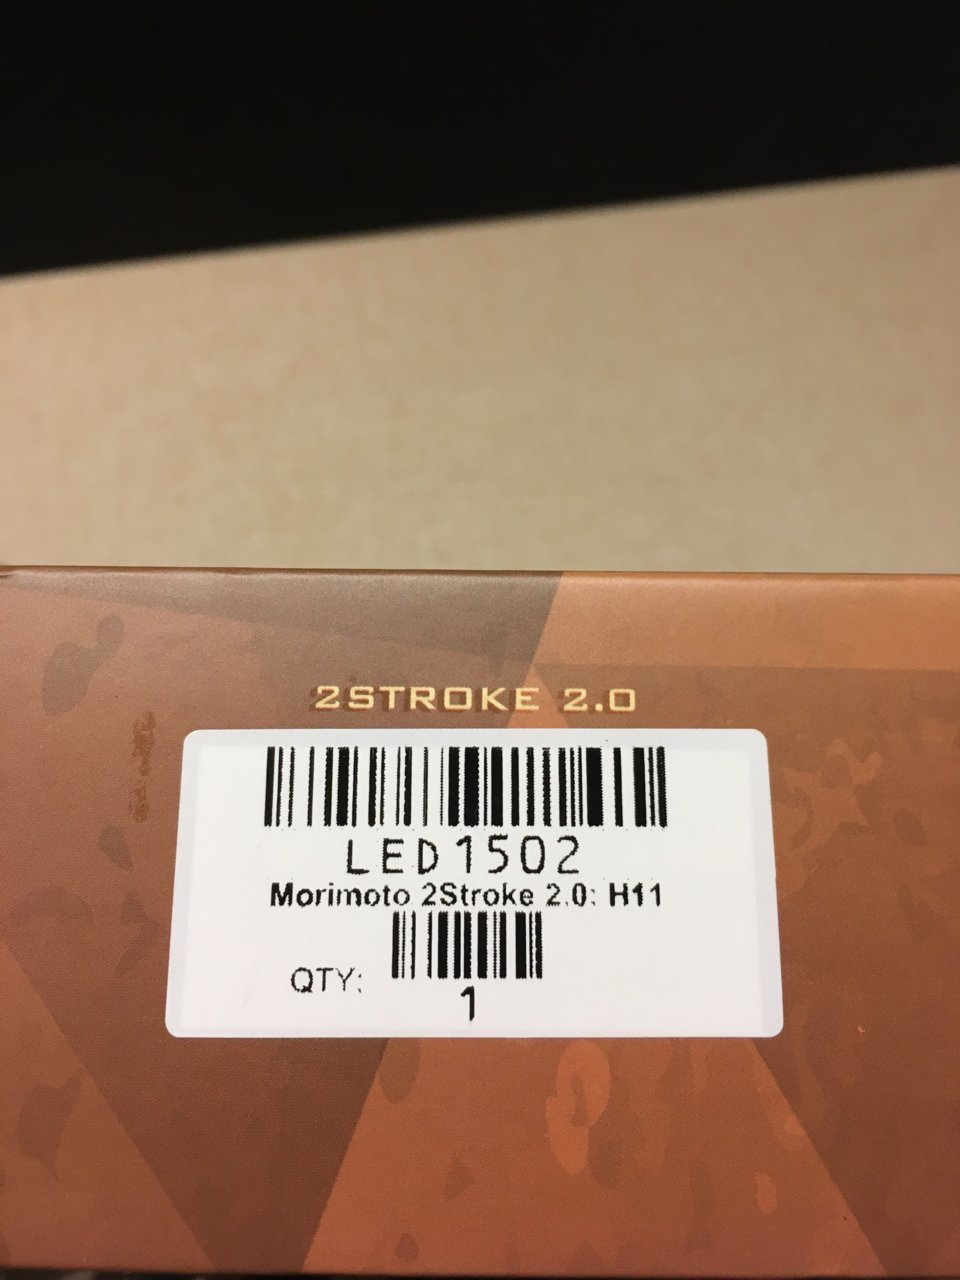 2STROKE 2.0
LED1502
Morimoto 2Stroke 2.0: H11
QTY:
1